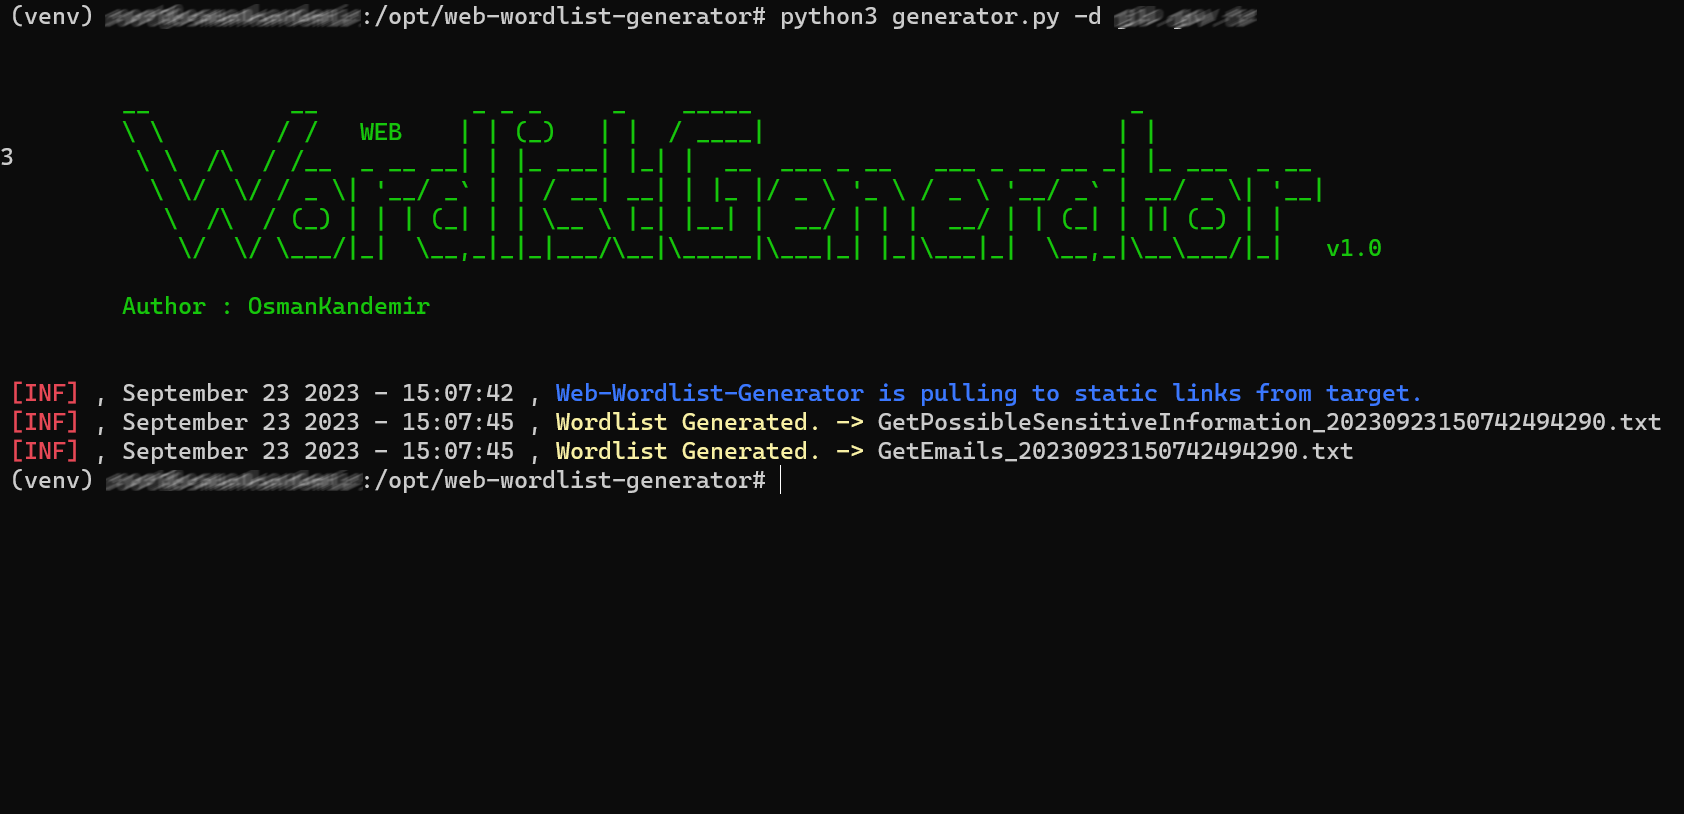 (venv) :/opt/web-wordlist-generator# python3 generator.py -d
WEB
3
WordlistGenerator
v1.0
Author : OsmanKandemir
[INF] , September 23 2023 - 15:07:42 , Web-Wordlist-Generator is pulling to static links from target.
[INF] , September 23 2023 - 15:07:45 , Wordlist Generated. -> GetPossibleSensitiveInformation_20230923150742494290.txt
[INF] , September 23 2023 - 15:07:45 , Wordlist Generated. -> GetEmails_20230923150742494290.txt
(venv) :/opt/web-wordlist-generator#